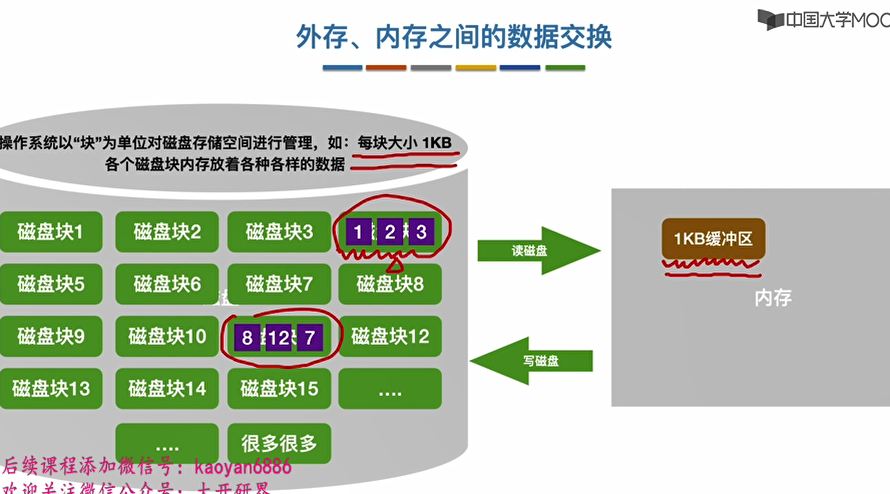 中国大学MOO
外存、内存之间的数据交换
操作系统以“块”为单位对磁盘存储空间进行管理，如：每块大小 1KB
各个磁盘块内存放着各种各样的数据
磁盘块1 磁盘块2 磁盘块3 1 2 3
磁盘块5 磁盘块6 磁盘块7 磁盘块8
磁盘块9 磁盘块10 8 12 7 磁盘块12
磁盘块13 磁盘块14 磁盘块15 ....
.... 很多很多
读磁盘
写磁盘
1KB缓冲区
内存
后续课程添加微信号：kaoyan6886
欢迎关注微信公众号：大开研界